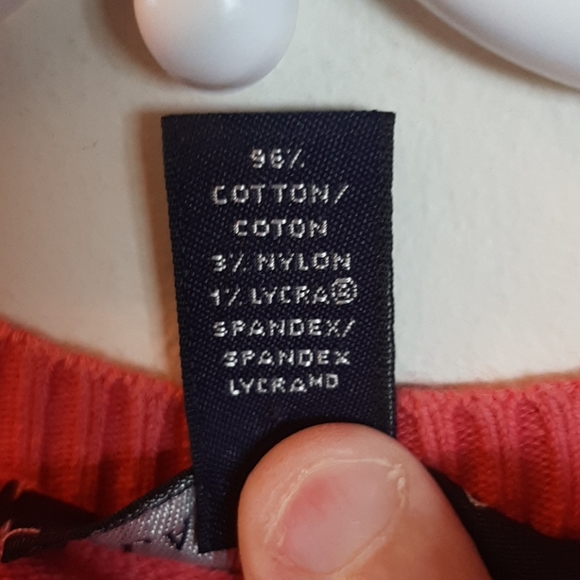 96%
COTTON/
COTON
3% NYLON
1% LYCRA®
SPANDEX/
SPANDEX
LYCRAMD